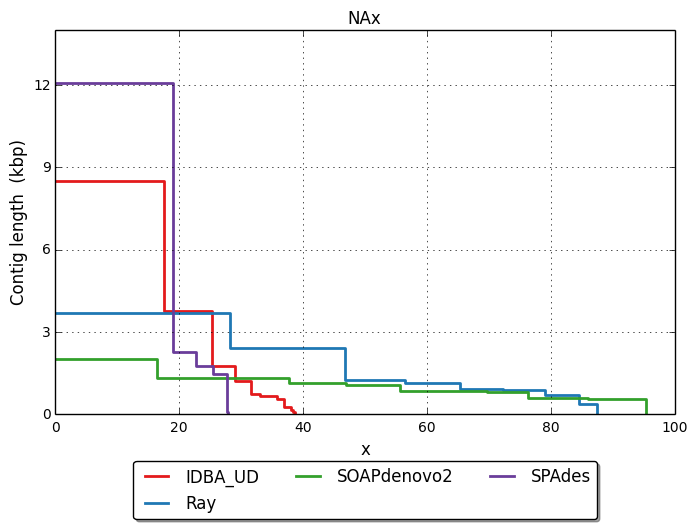 NAx
Contig length (kbp)
12
9
6
3
0
0 20 40 60 80 100
x
IDBA_UD SOAPdenovo2 SPAdes
Ray